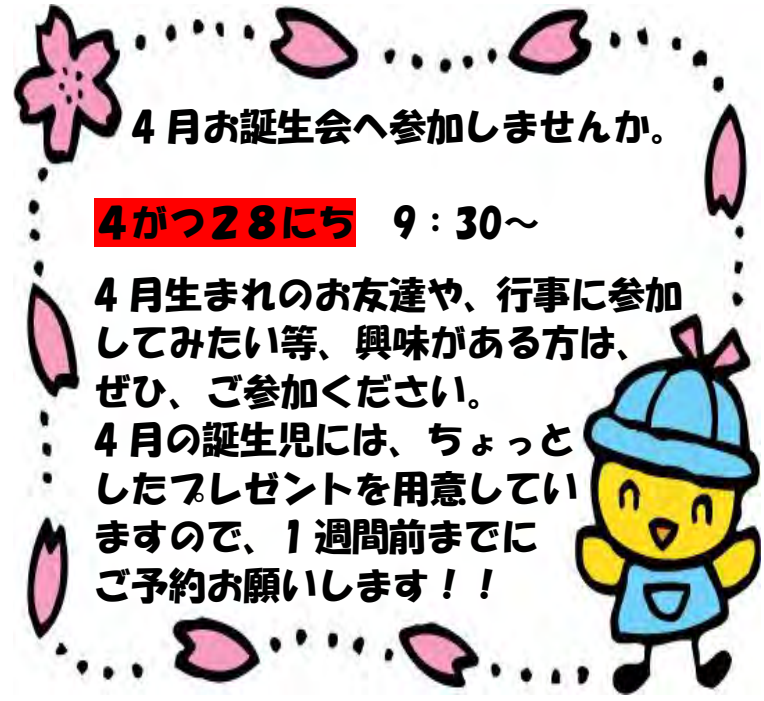 4月お誕生会へ参加しませんか。
4がつ28にち　9：30～
4月生まれのお友達や、行事に参加
してみたい等、興味がある方は、
ぜひ、ご参加ください。
4月の誕生児には、ちょっと
したプレゼントを用意してい
ますので、1週間前までに
ご予約お願いします！！